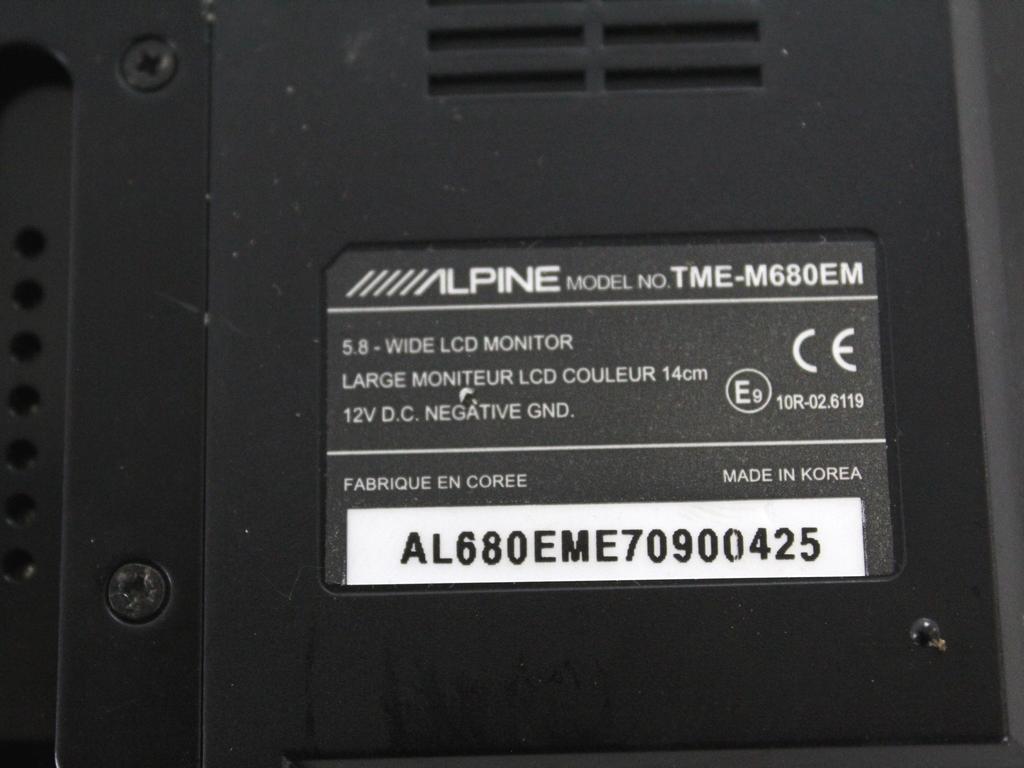 ALPINE MODEL NO. TME-M680EM
5.8 - WIDE LCD MONITOR
LARGE MONITEUR LCD COULEUR 14cm
12V D.C. NEGATIVE GND.
CE
E9 10R-02.6119
FABRIQUE EN COREE
MADE IN KOREA
AL680EME70900425